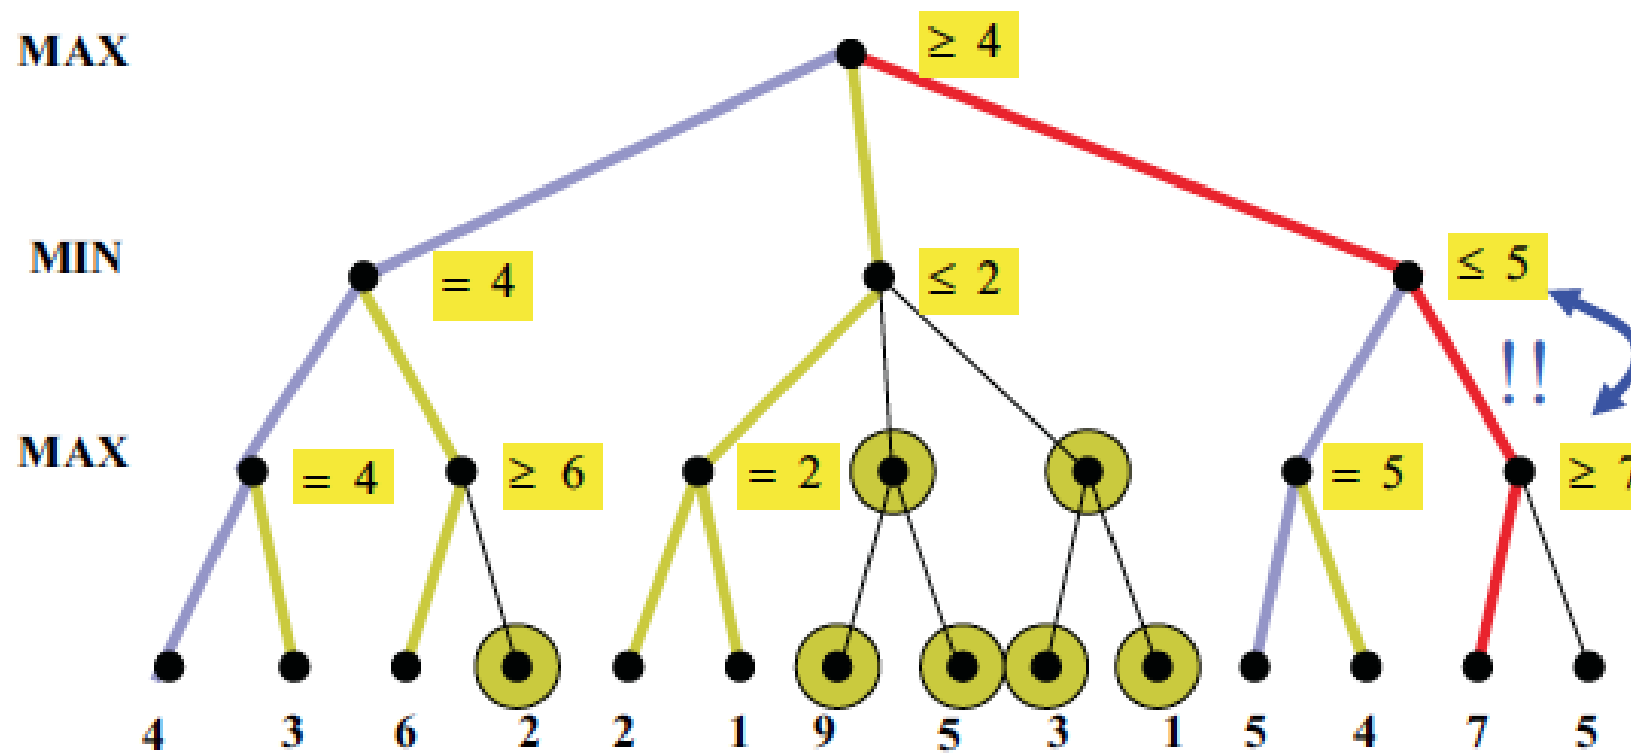 MAX ≥ 4
MIN = 4 ≤ 2 ≤ 5
!!
MAX = 4 ≥ 6 = 2 = 5 ≥ 7
4 3 6 2 2 1 9 5 3 1 5 4 7 5